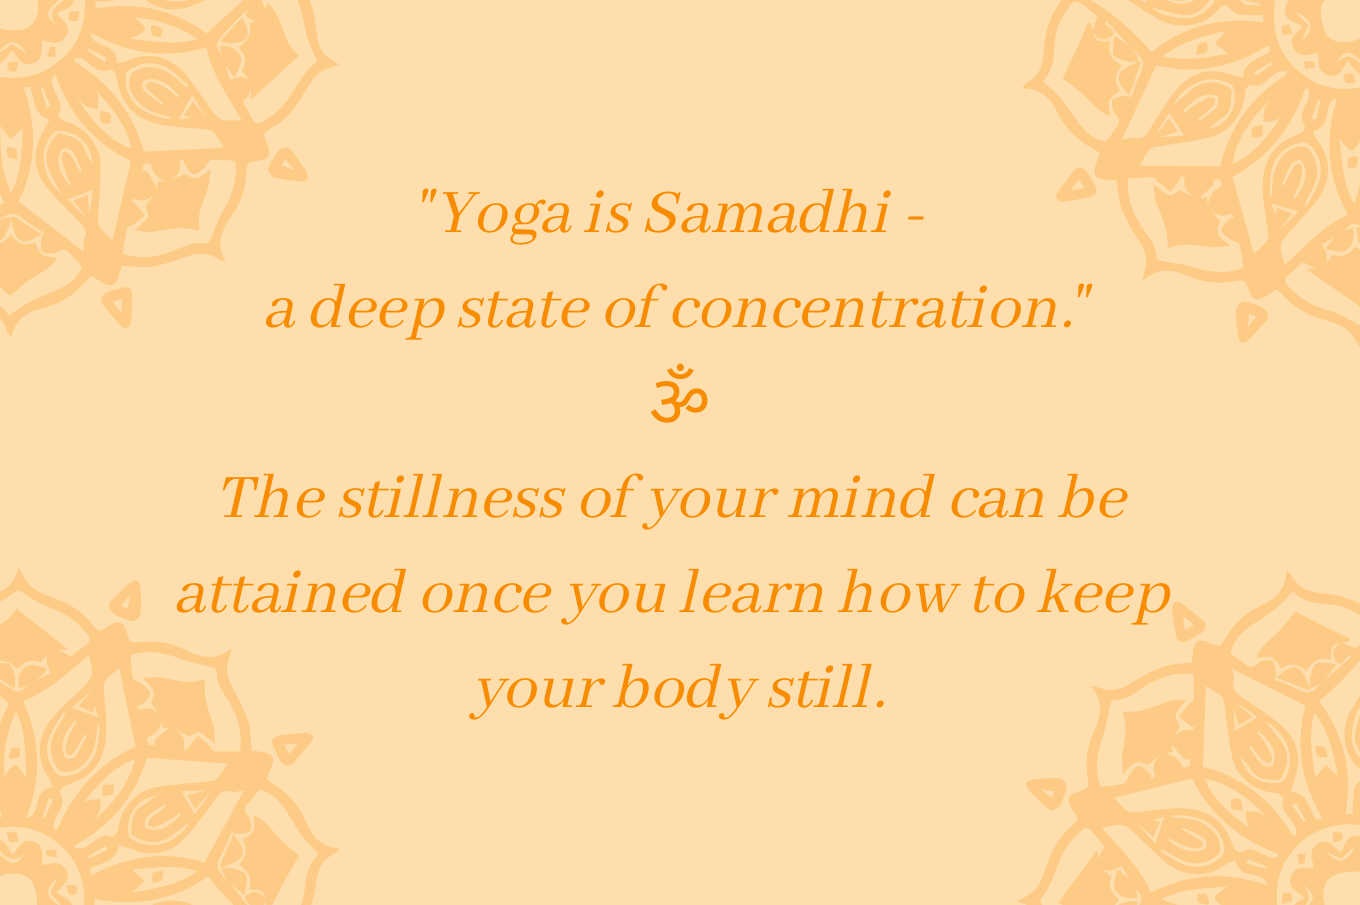 "Yoga is Samadhi -
a deep state of concentration."
ॐ
The stillness of your mind can be
attained once you learn how to keep
your body still.